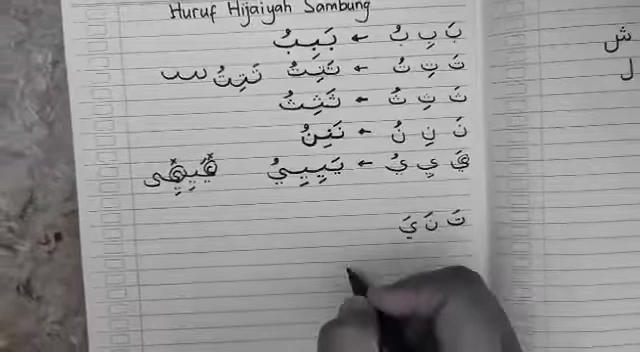 Huruf Hijaiyah Sambung
بَ بِ بُ ← بَبِبُ
تَ تِ تُ ← تَتِتُ تَتِتُ
ثَ ثِ ثُ ← ثَثِثُ
نَ نِ نُ ← نَنِنُ
يَ يِ يُ ← يَيِيُ
تَ نَ يَ
ش
ل